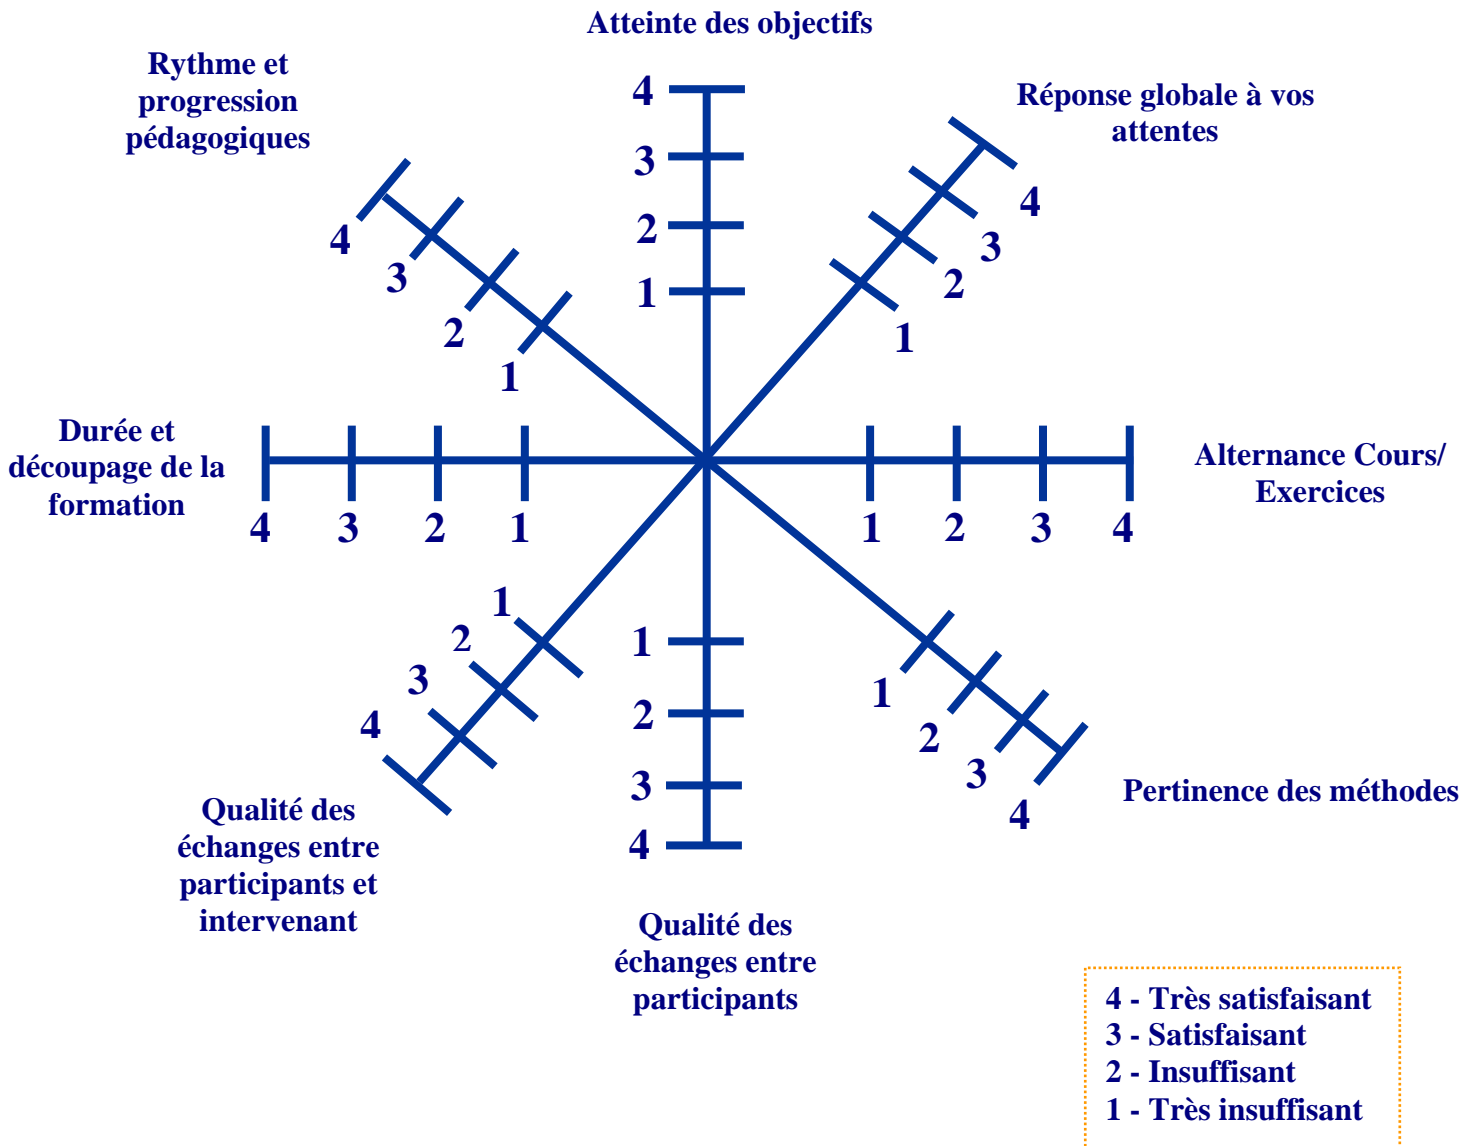 Atteinte des objectifs
Rythme et
progression
pédagogiques
Réponse globale à vos
attentes
4
3
2
1
4
3
2
1
4
3
2
1
Durée et
découpage de la
formation
4
3
2
1
1
2
3
4
Alternance Cours/
Exercices
1
2
3
4
1
2
3
4
1
2
3
4
Pertinence des méthodes
Qualité des
échanges entre
participants et
intervenant
Qualité des
échanges entre
participants
4 - Très satisfaisant
3 - Satisfaisant
2 - Insuffisant
1 - Très insuffisant